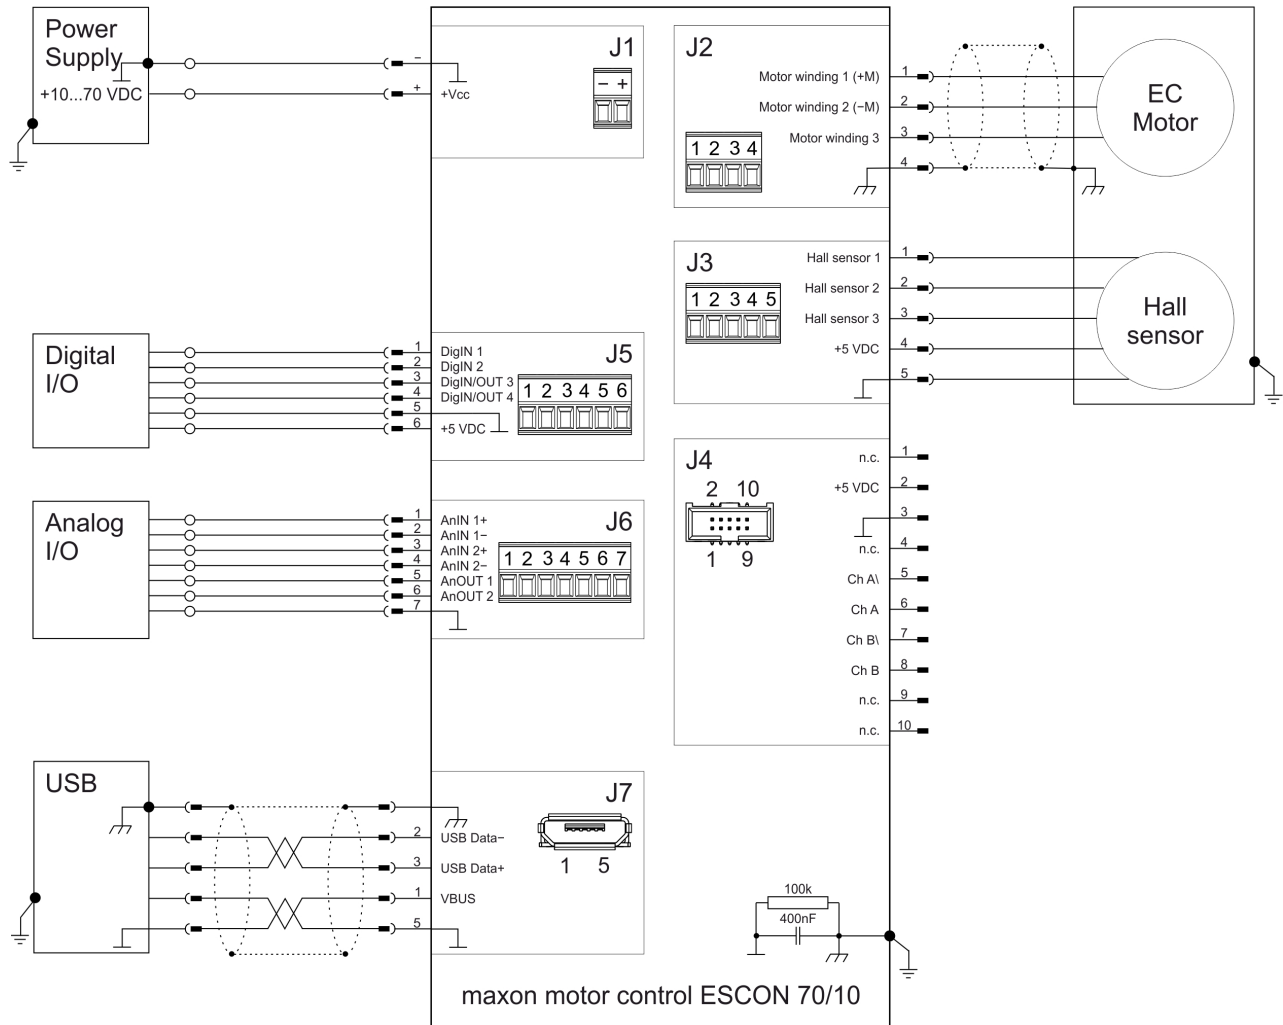 Power
Supply
+10...70 VDC
−
+
+Vcc
J1
− +
J2
Motor winding 1 (+M)
1
Motor winding 2 (−M)
2
Motor winding 3
3
4
1 2 3 4
EC
Motor
J3
Hall sensor 1
1
Hall sensor 2
2
Hall sensor 3
3
+5 VDC
4
5
1 2 3 4 5
Hall
sensor
Digital
I/O
1
DigIN 1
2
DigIN 2
3
DigIN/OUT 3
4
DigIN/OUT 4
5
6
+5 VDC
J5
1 2 3 4 5 6
J4
2 10
1 9
n.c.
1
+5 VDC
2
3
n.c.
4
Ch A\
5
Ch A
6
Ch B\
7
Ch B
8
n.c.
9
n.c.
10
Analog
I/O
1
AnIN 1+
2
AnIN 1−
3
AnIN 2+
4
AnIN 2−
5
AnOUT 1
6
AnOUT 2
7
J6
1 2 3 4 5 6 7
USB
2
USB Data−
3
USB Data+
1
VBUS
5
J7
1 5
100k
400nF
maxon motor control ESCON 70/10